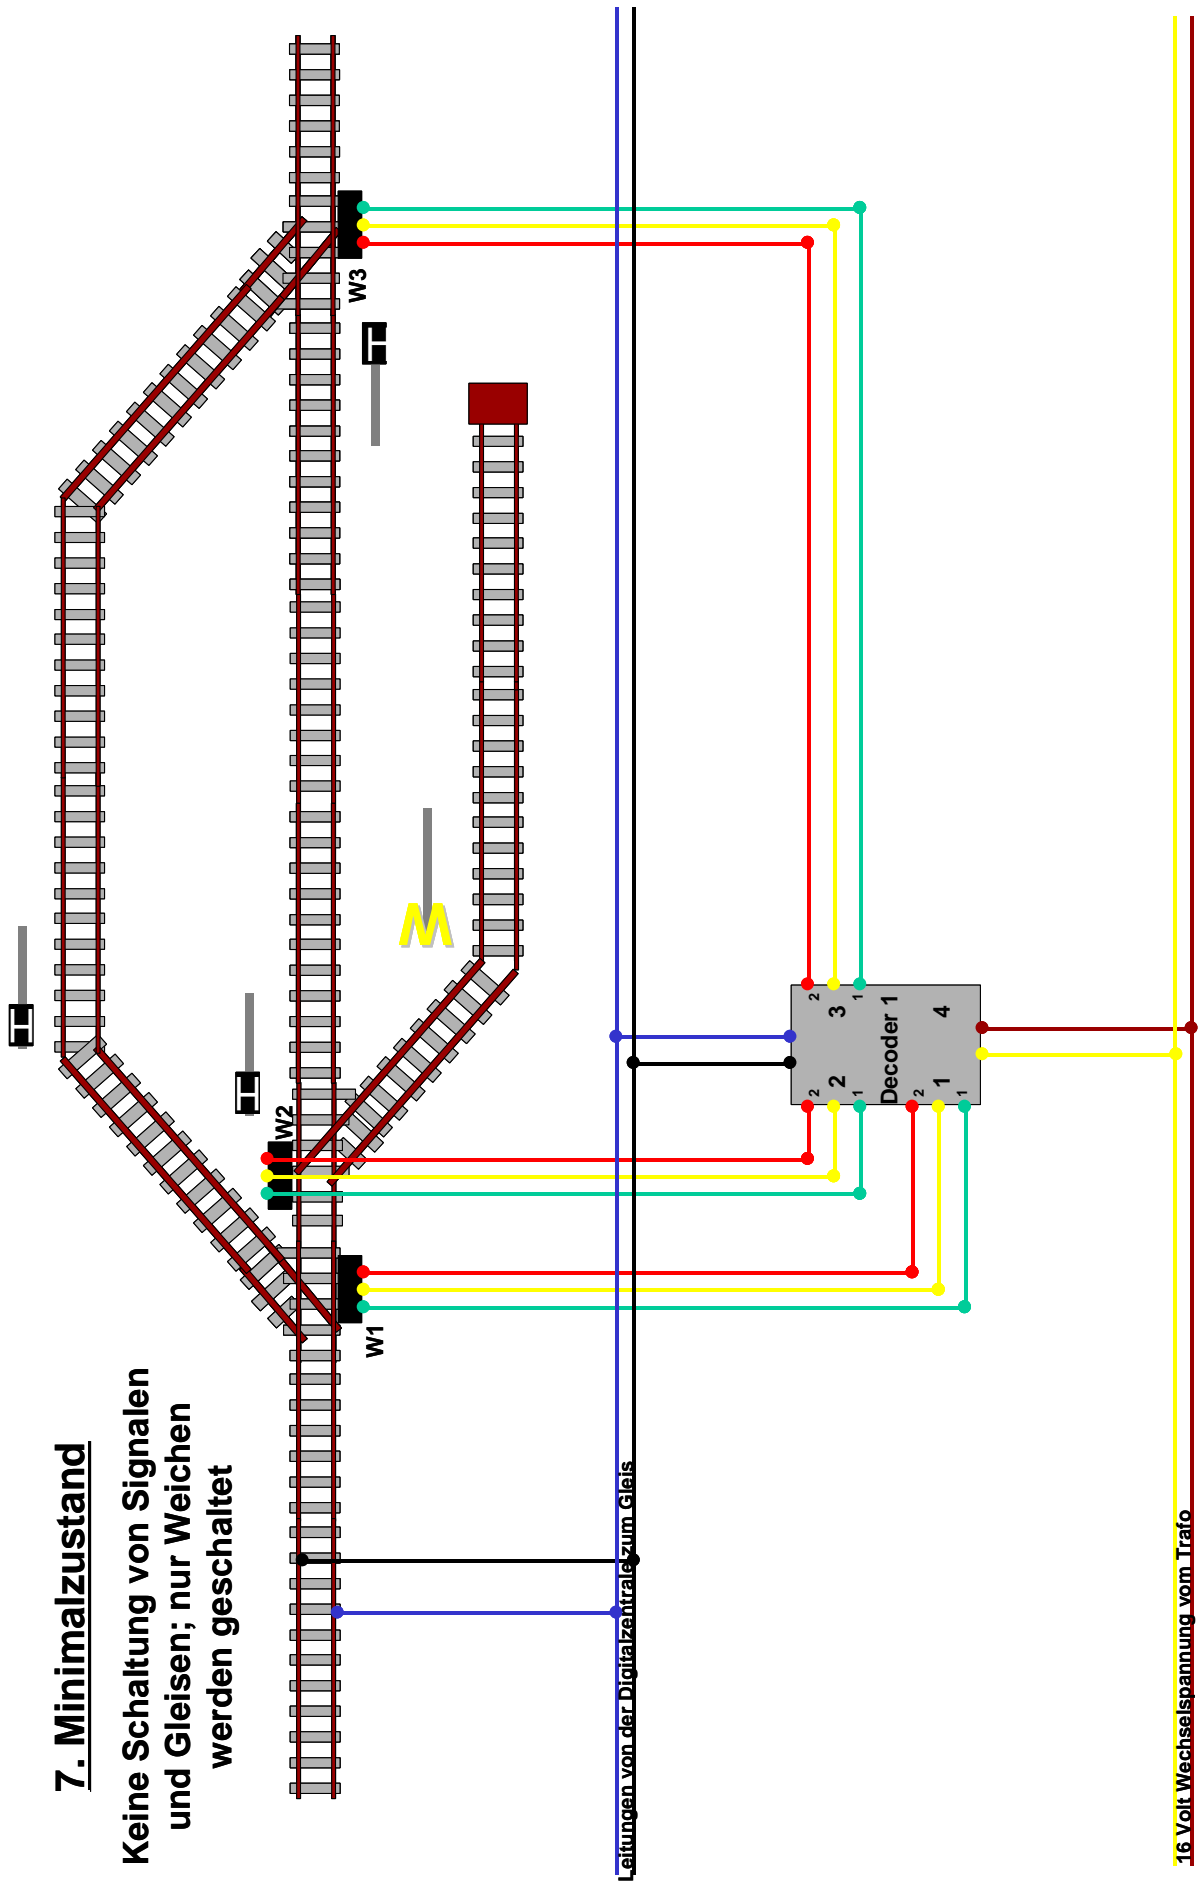 7. Minimalzustand
Keine Schaltung von Signalen
und Gleisen; nur Weichen
werden geschaltet
W1
W2
W3
W
Leitungen von der Digitalzentrale zum Gleis
2
3
1
4
Decoder 1
2
2
1
2
1
1
16 Volt Wechselspannung vom Trafo